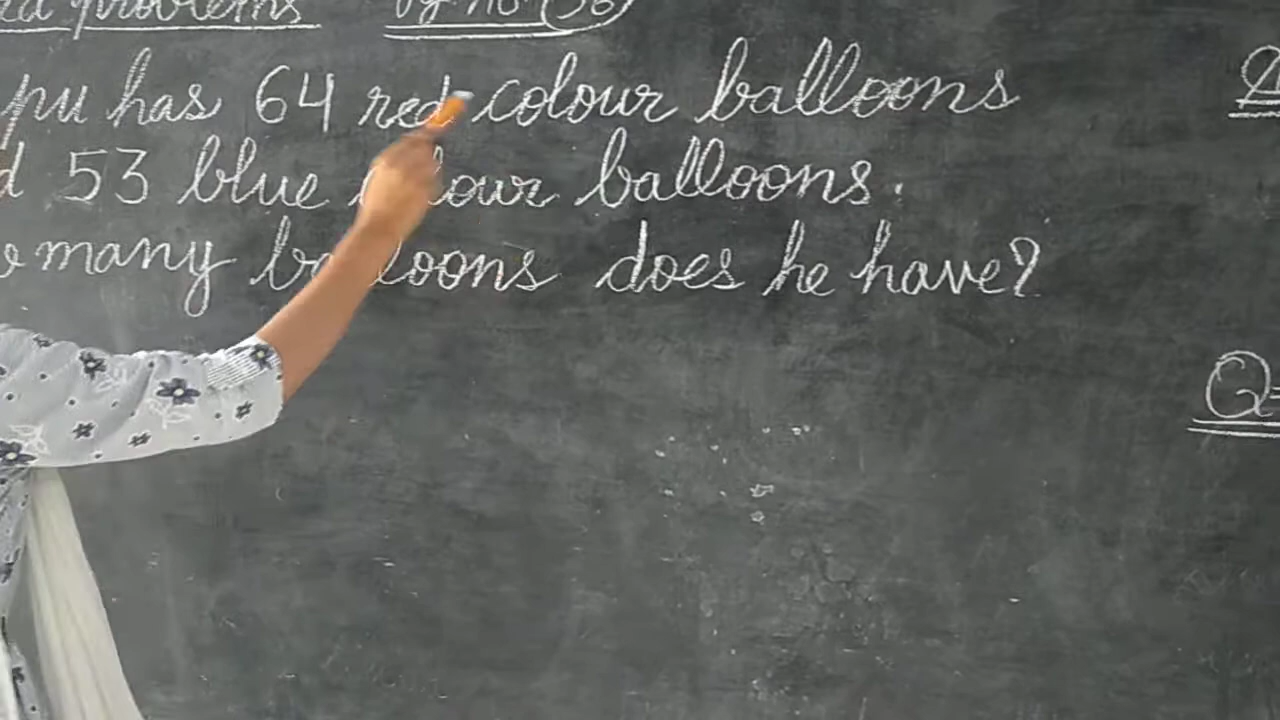 problems
pu has 64 red colour balloons
d 53 blue colour balloons.
many balloons does he have?
Q